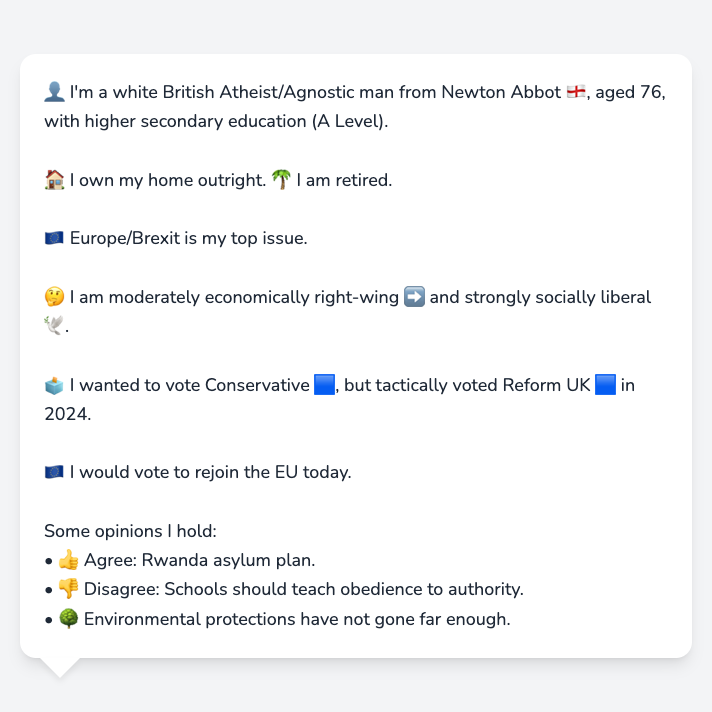 👤 I'm a white British Atheist/Agnostic man from Newton Abbot 🏴󠁧󠁢󠁥󠁮󠁧󠁿, aged 76,
with higher secondary education (A Level).
🏠 I own my home outright. 🌴 I am retired.
🇪🇺 Europe/Brexit is my top issue.
🤔 I am moderately economically right-wing ➡️ and strongly socially liberal
🕊️.
🗳️ I wanted to vote Conservative 🟦, but tactically voted Reform UK 🟦 in
2024.
🇪🇺 I would vote to rejoin the EU today.
Some opinions I hold:
• 👍 Agree: Rwanda asylum plan.
• 👎 Disagree: Schools should teach obedience to authority.
• 🌳 Environmental protections have not gone far enough.